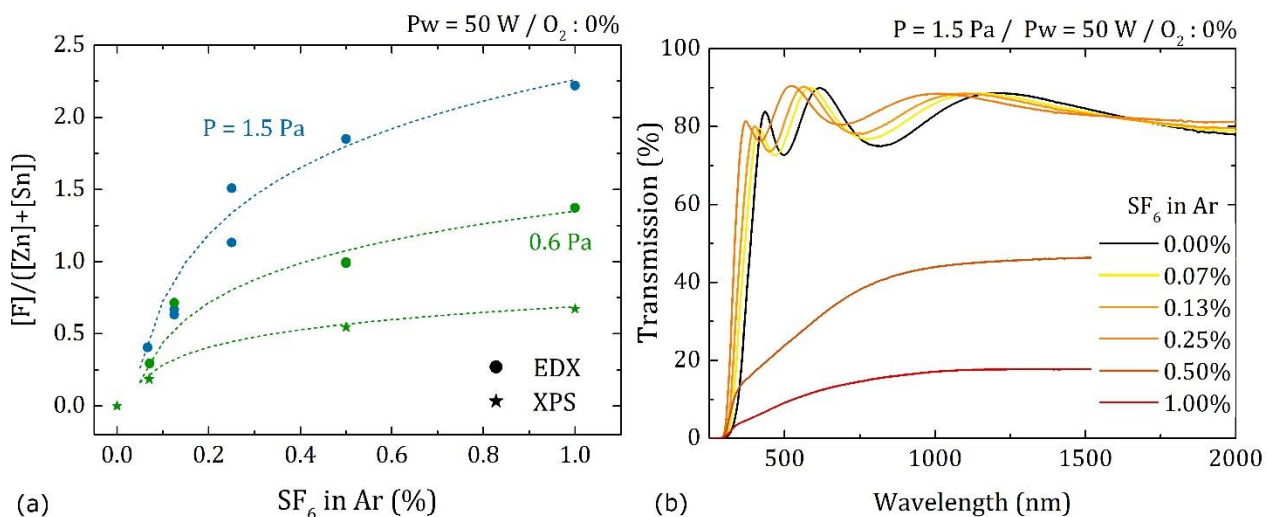 Pw = 50 W / O₂ : 0%
2.5
2.0
1.5
1.0
0.5
0.0
[F]/([Zn]+[Sn])
P = 1.5 Pa
0.6 Pa
EDX
XPS
0.0 0.2 0.4 0.6 0.8 1.0
(a) SF₆ in Ar (%)
P = 1.5 Pa / Pw = 50 W / O₂ : 0%
100
80
60
40
20
0
Transmission (%)
SF₆ in Ar
0.00%
0.07%
0.13%
0.25%
0.50%
1.00%
500 1000 1500 2000
(b) Wavelength (nm)